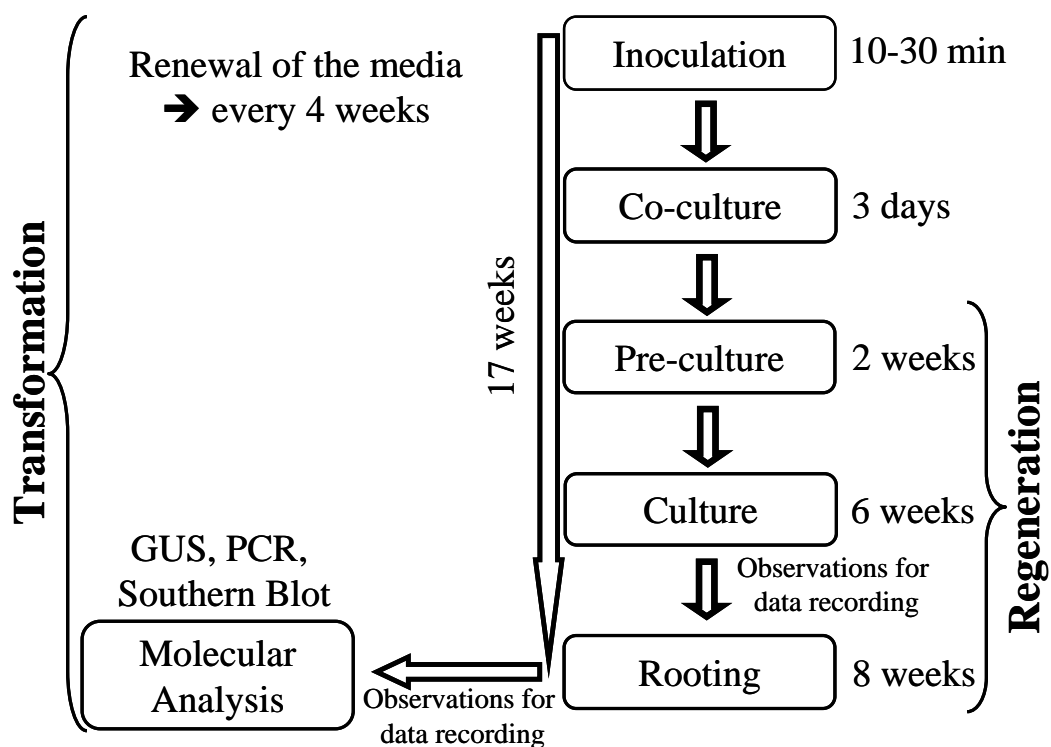 Renewal of the media
➔ every 4 weeks
Inoculation
10-30 min
Co-culture
3 days
Transformation
17 weeks
Pre-culture
2 weeks
Culture
6 weeks
Regeneration
Observations for
data recording
GUS, PCR,
Southern Blot
Molecular
Analysis
Observations for
data recording
Rooting
8 weeks